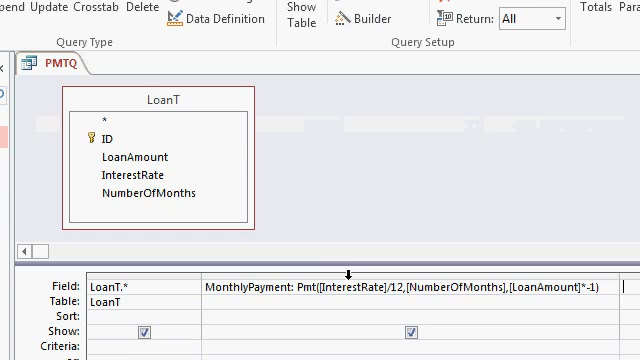 pend Update Crosstab Delete
Data Definition
Show
Table
Builder
Return: All
Totals Para
Query Type
Query Setup
PMTQ
LoanT
*
ID
LoanAmount
InterestRate
NumberOfMonths
Field: LoanT.* MonthlyPayment: Pmt([InterestRate]/12,[NumberOfMonths],[LoanAmount]*-1)
Table: LoanT
Sort:
Show:
Criteria: